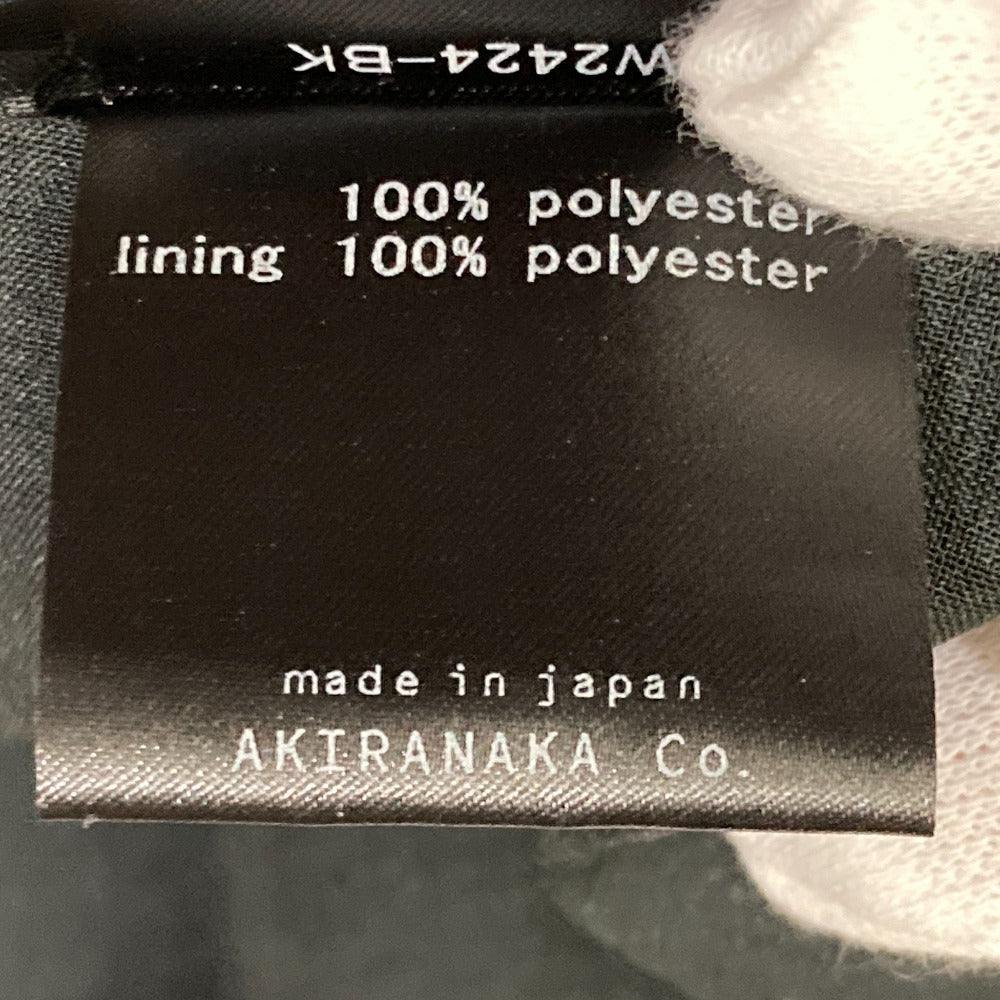 W2424-BK
100% polyester
lining 100% polyester
made in japan
AKIRANAKA Co.